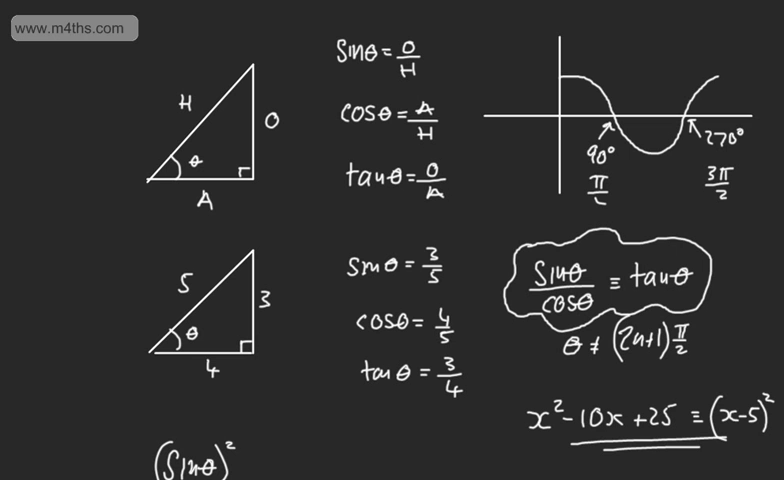 www.m4ths.com
H
O
θ
A
sinθ = O/H
cosθ = A/H
tanθ = O/A
90°
π/2
270°
3π/2
5
3
θ
4
sinθ = 3/5
cosθ = 4/5
tanθ = 3/4
sinθ/cosθ ≡ tanθ
θ ≠ (2n+1)π/2
x² - 10x + 25 ≡ (x-5)²
(sinθ)²